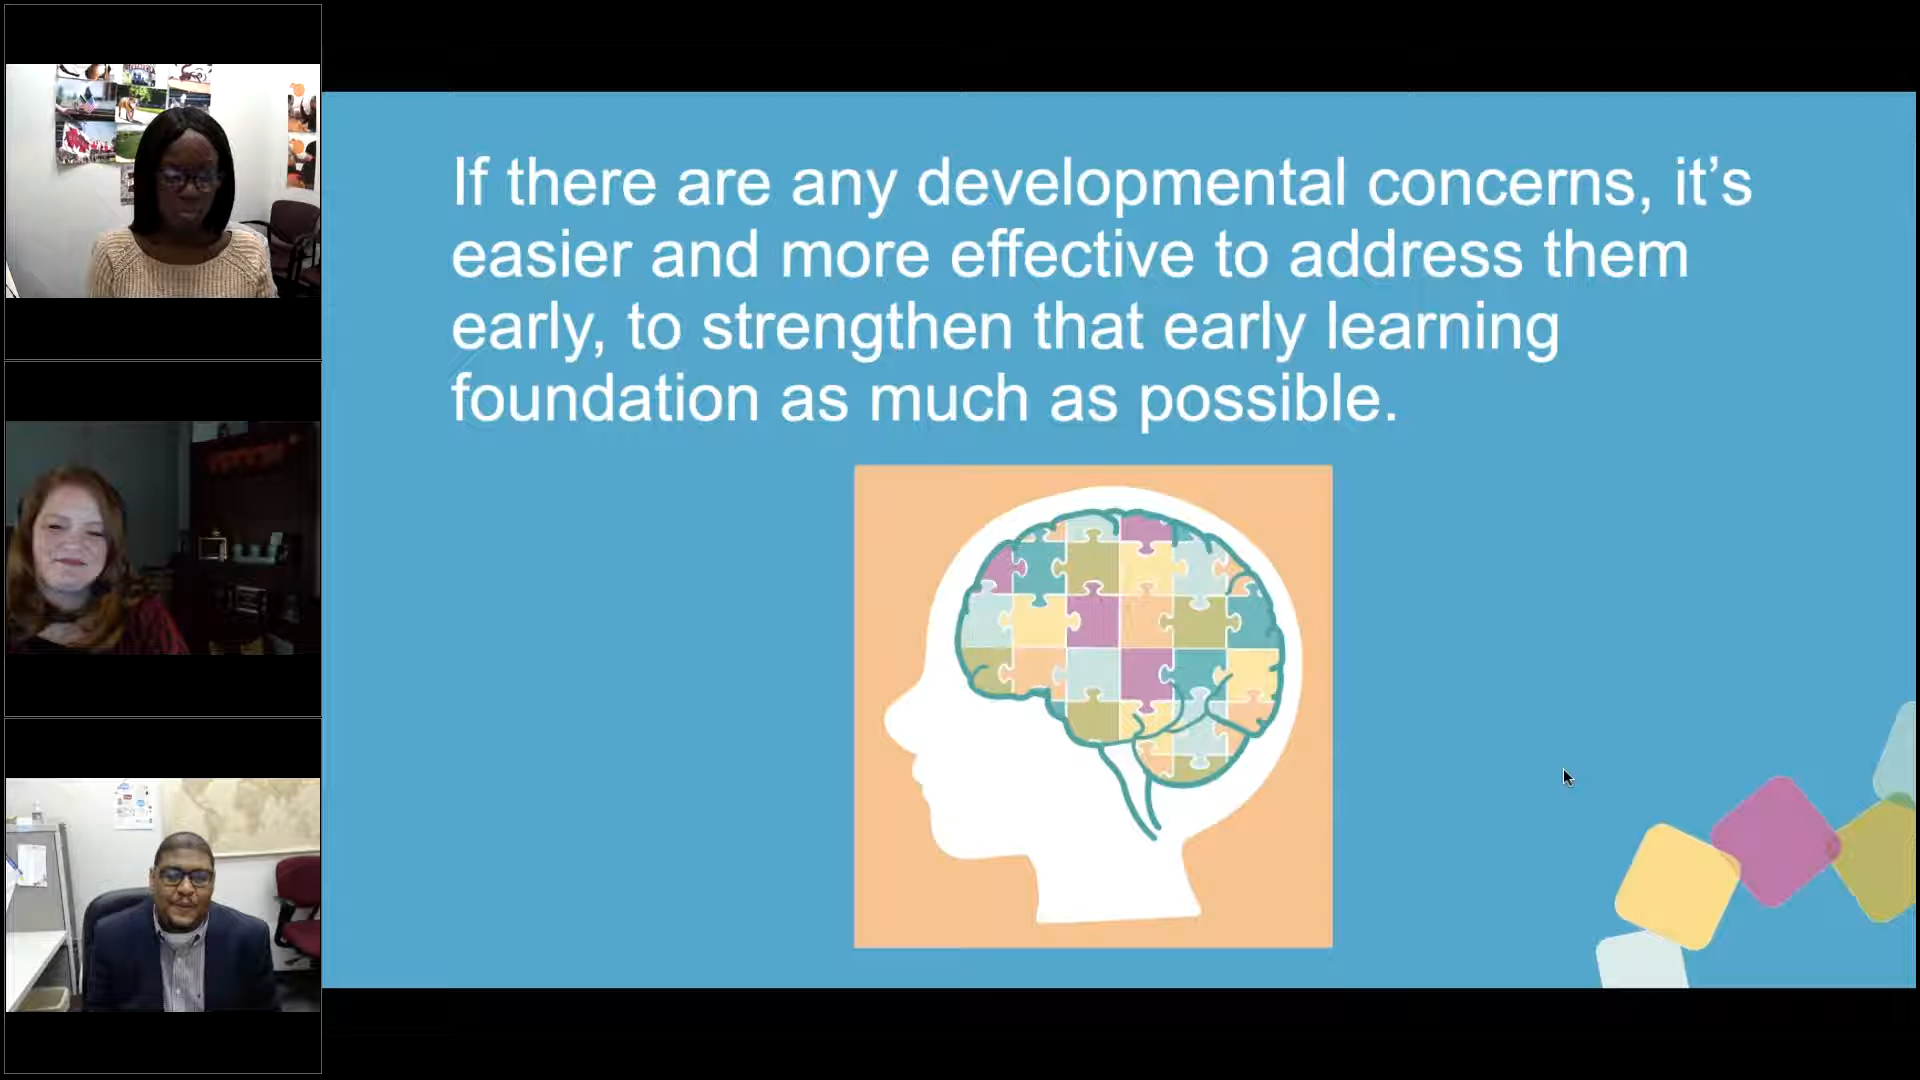 If there are any developmental concerns, it’s
easier and more effective to address them
early, to strengthen that early learning
foundation as much as possible.